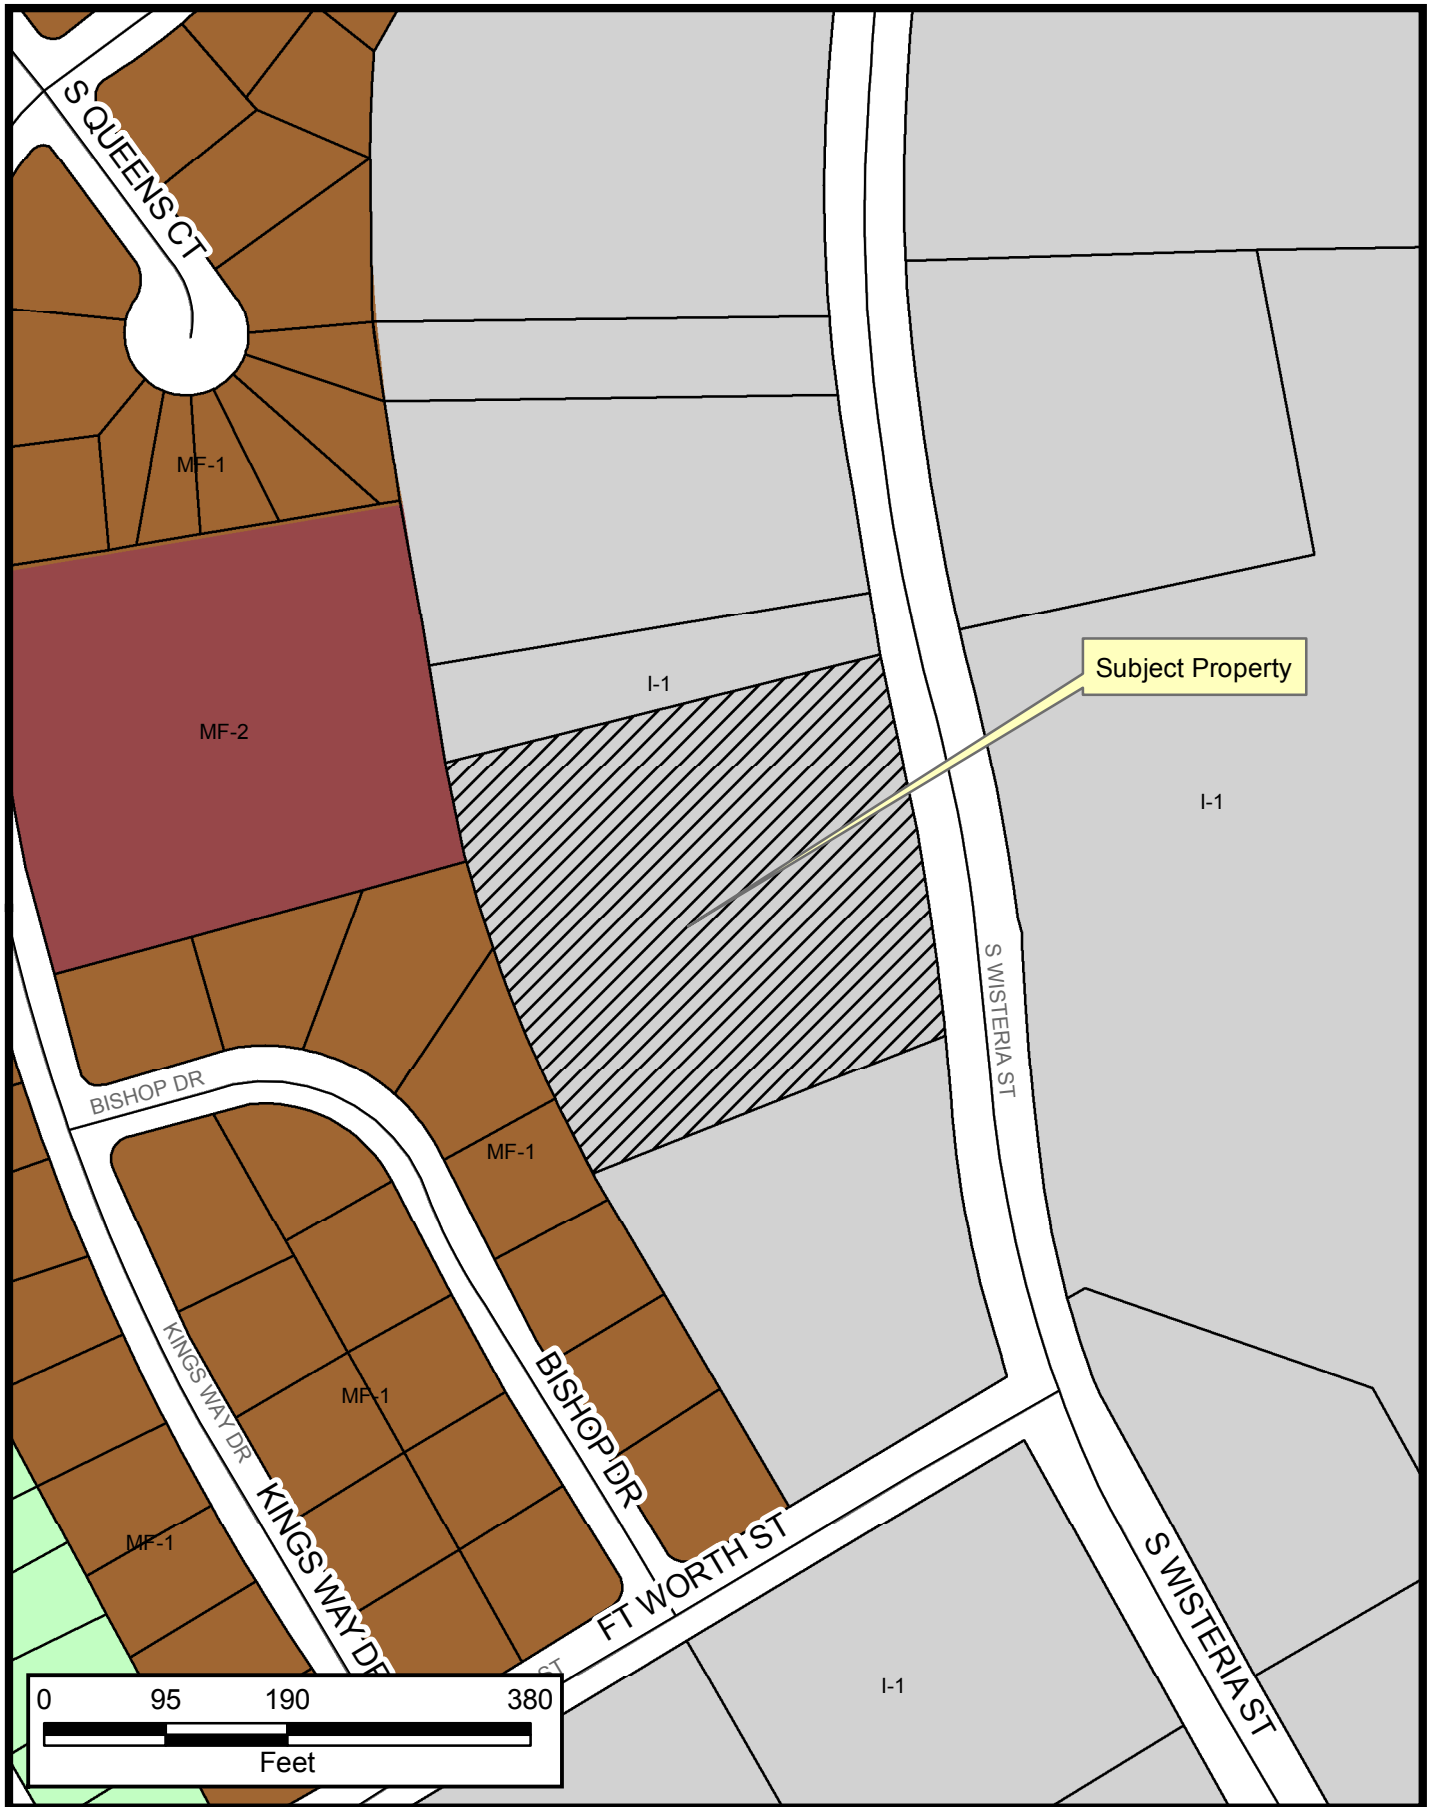 S QUEENS CT
MF-1
Subject Property
I-1
MF-2
I-1
S WISTERIA ST
BISHOP DR
MF-1
KINGS WAY DR
MF-1
BISHOP DR
KINGS WAY DR
MF-1
FT WORTH ST
S WISTERIA ST
ST
I-1
0 95 190 380
Feet